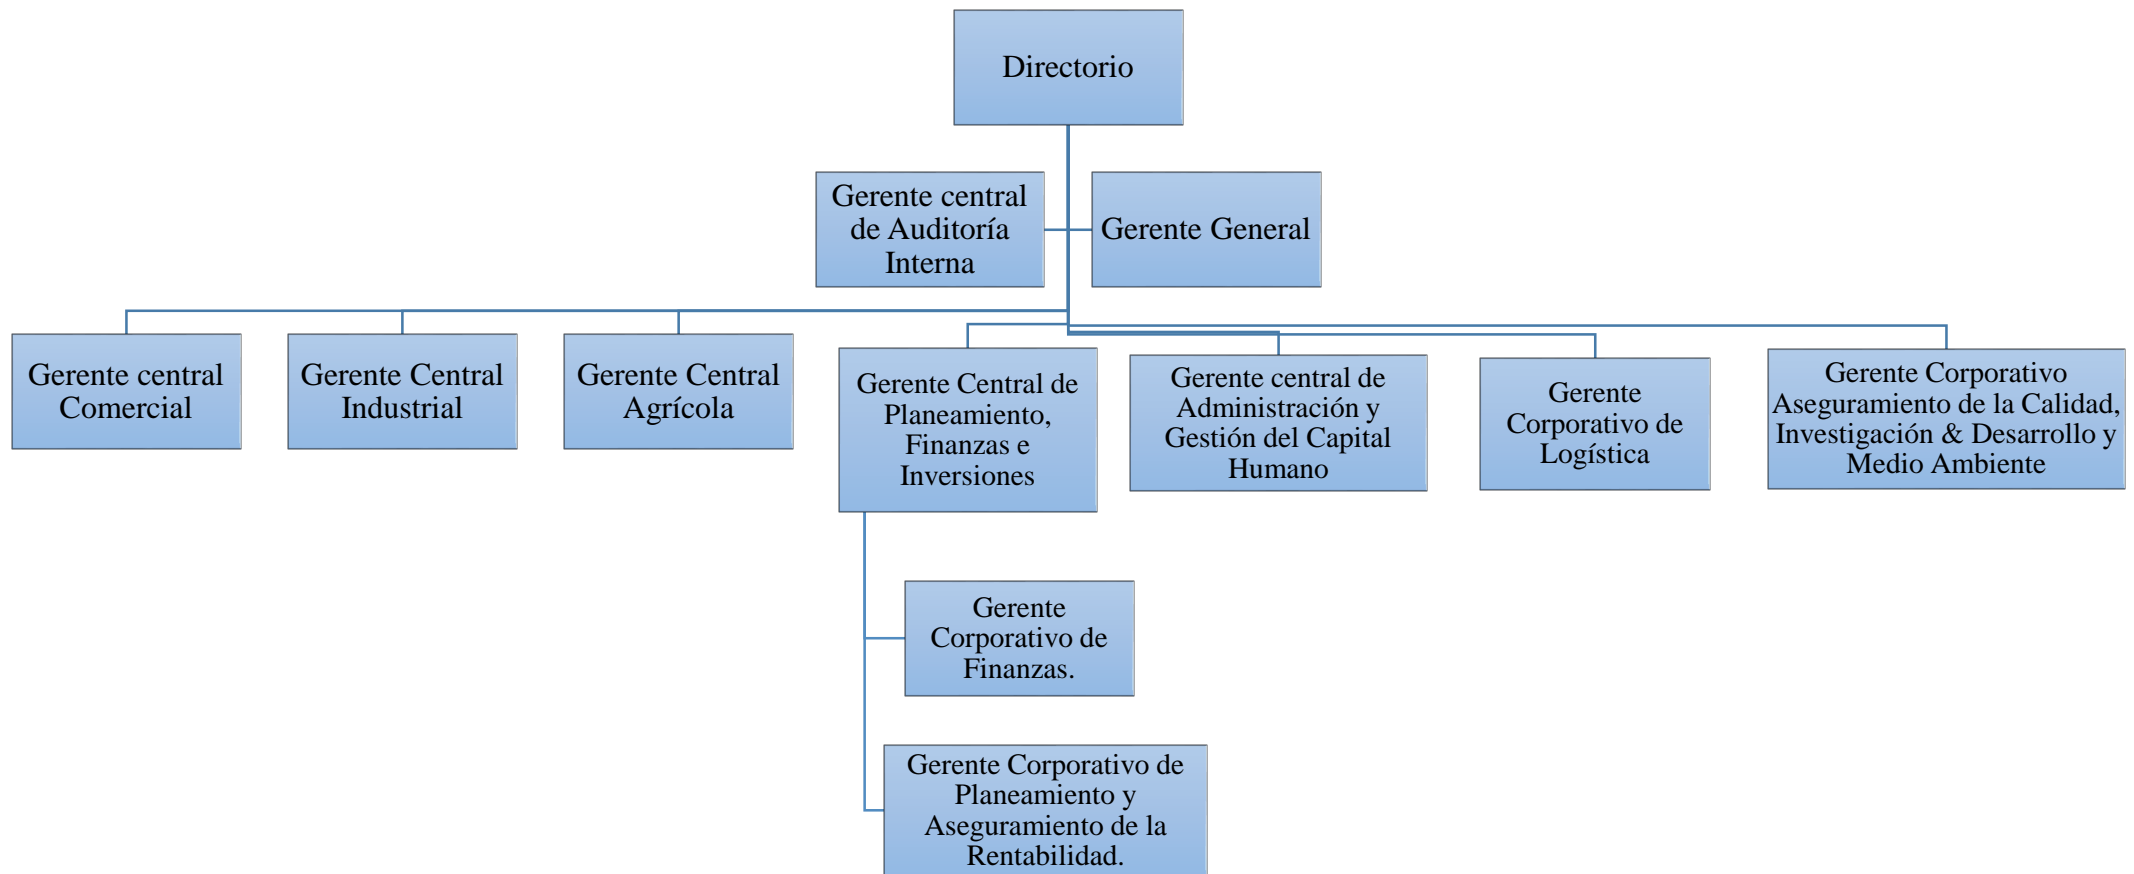 Directorio
Gerente central
de Auditoría
Interna
Gerente General
Gerente central
Comercial
Gerente Central
Industrial
Gerente Central
Agrícola
Gerente Central de
Planeamiento,
Finanzas e
Inversiones
Gerente central de
Administración y
Gestión del Capital
Humano
Gerente
Corporativo de
Logística
Gerente Corporativo
Aseguramiento de la Calidad,
Investigación & Desarrollo y
Medio Ambiente
Gerente
Corporativo de
Finanzas.
Gerente Corporativo de
Planeamiento y
Aseguramiento de la
Rentabilidad.